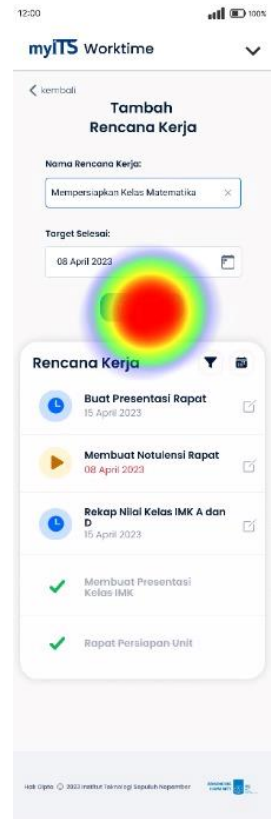 12:00
100%
myITS Worktime
kembali
Tambah
Rencana Kerja
Nama Rencana Kerja:
Mempersiapkan Kelas Matematika
Target Selesai:
08 April 2023
Rencana Kerja
Buat Presentasi Rapat
15 April 2023
Membuat Notulensi Rapat
08 April 2023
Rekap Nilai Kelas IMK A dan
D
15 April 2023
Membuat Presentasi
Kelas IMK
Rapat Persiapan Unit
Hak Cipta © 2023 Institut Teknologi Sepuluh Nopember